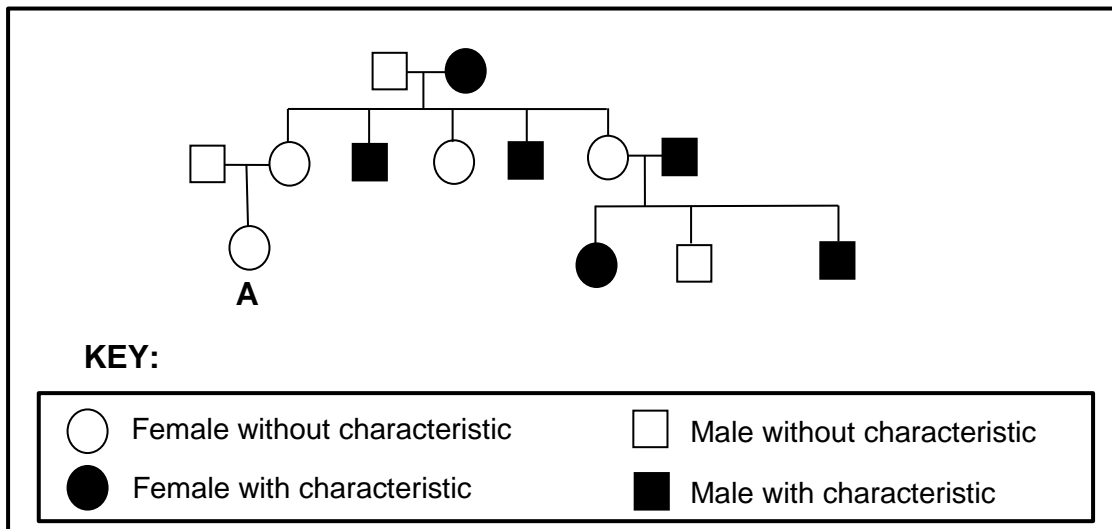 A
KEY:
Female without characteristic
Male without characteristic
Female with characteristic
Male with characteristic